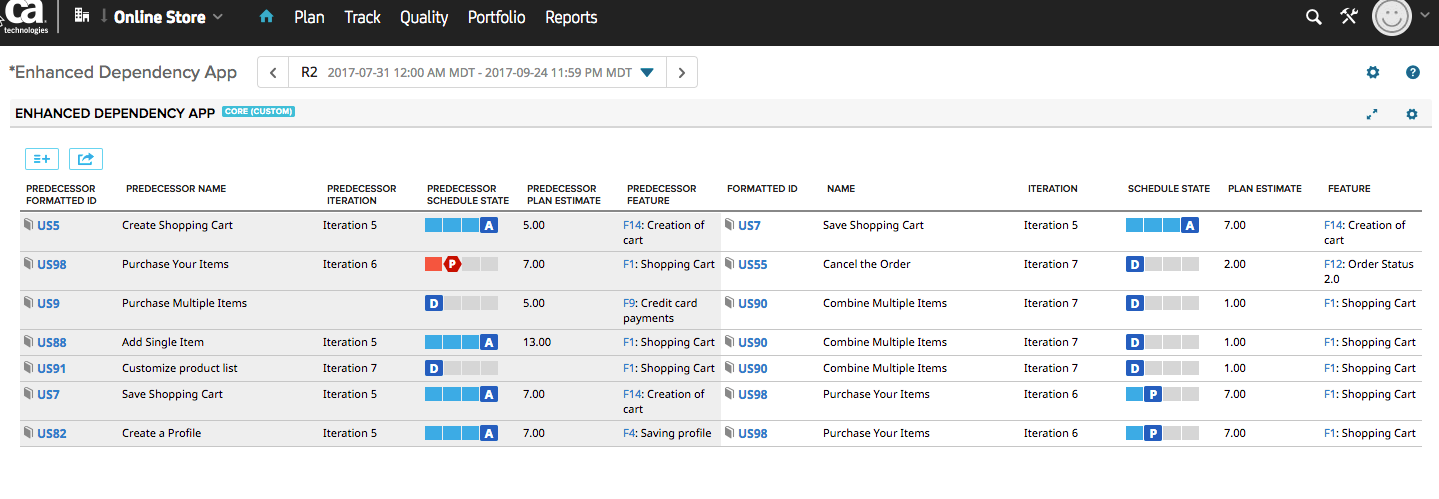 ca
technologies
Online Store Plan Track Quality Portfolio Reports
*Enhanced Dependency App R2 2017-07-31 12:00 AM MDT - 2017-09-24 11:59 PM MDT
ENHANCED DEPENDENCY APP CORE (CUSTOM)
PREDECESSOR FORMATTED ID PREDECESSOR NAME PREDECESSOR ITERATION PREDECESSOR SCHEDULE STATE PREDECESSOR PLAN ESTIMATE PREDECESSOR FEATURE FORMATTED ID NAME ITERATION SCHEDULE STATE PLAN ESTIMATE FEATURE
US5 Create Shopping Cart Iteration 5 A 5.00 F14: Creation of cart US7 Save Shopping Cart Iteration 5 A 7.00 F14: Creation of cart
US98 Purchase Your Items Iteration 6 P 7.00 F1: Shopping Cart US55 Cancel the Order Iteration 7 D 2.00 F12: Order Status 2.0
US9 Purchase Multiple Items D 5.00 F9: Credit card payments US90 Combine Multiple Items Iteration 7 D 1.00 F1: Shopping Cart
US88 Add Single Item Iteration 5 A 13.00 F1: Shopping Cart US90 Combine Multiple Items Iteration 7 D 1.00 F1: Shopping Cart
US91 Customize product list Iteration 7 D F1: Shopping Cart US90 Combine Multiple Items Iteration 7 D 1.00 F1: Shopping Cart
US7 Save Shopping Cart Iteration 5 A 7.00 F14: Creation of cart US98 Purchase Your Items Iteration 6 P 7.00 F1: Shopping Cart
US82 Create a Profile Iteration 5 A 7.00 F4: Saving profile US98 Purchase Your Items Iteration 6 P 7.00 F1: Shopping Cart